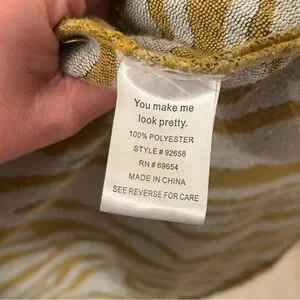 You make me
look pretty.
100% POLYESTER
STYLE # 92658
RN # 69654
MADE IN CHINA
SEE REVERSE FOR CARE